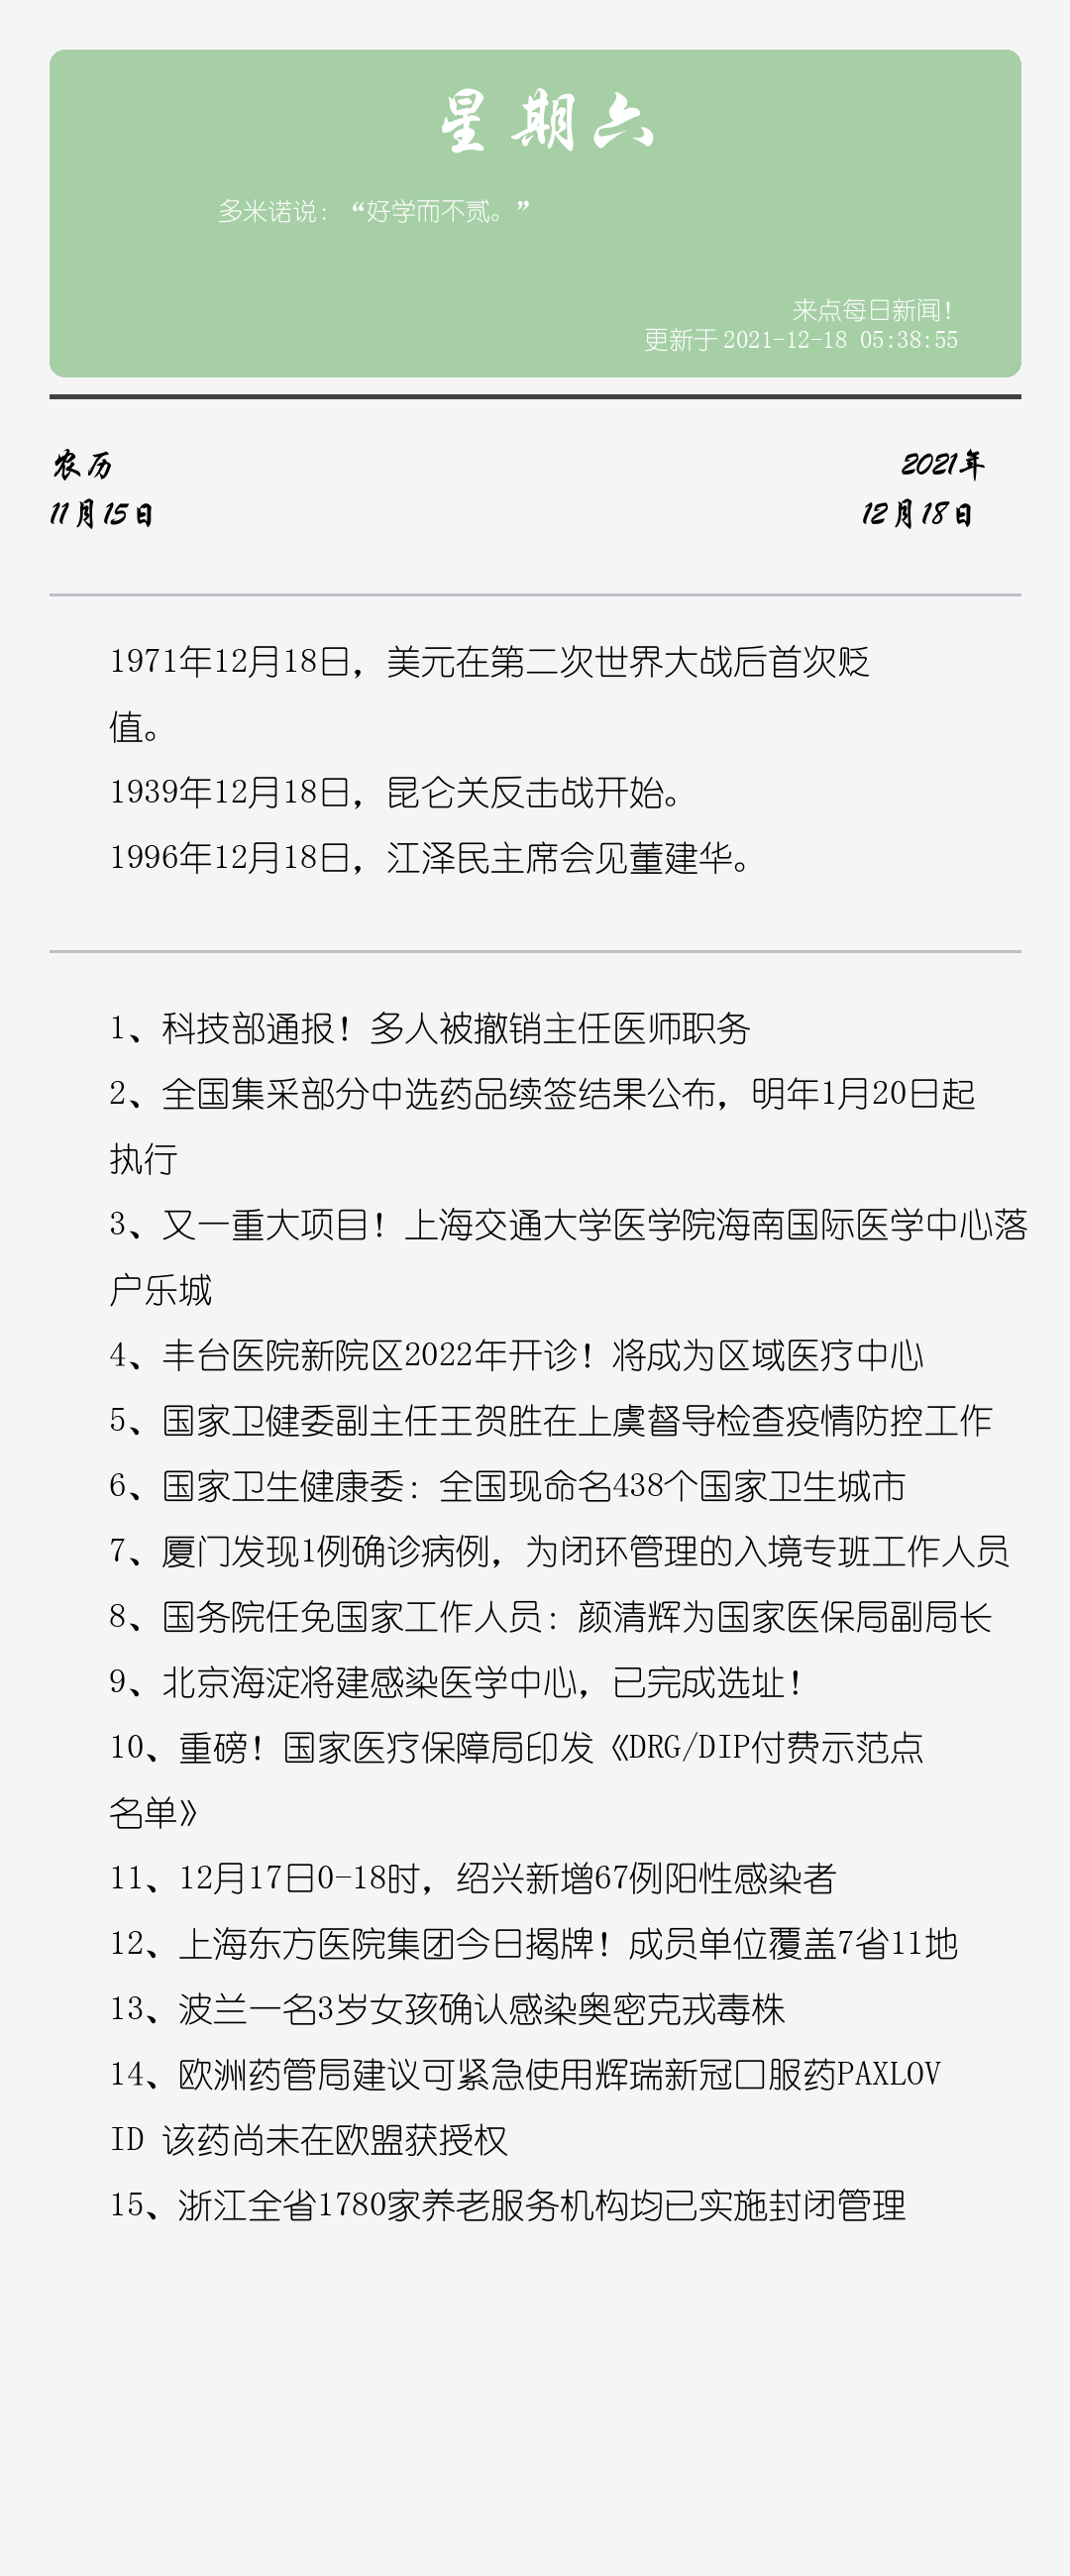 星期六
多米诺说：“好学而不贰。”
来点每日新闻！
更新于 2021-12-18 05:38:55
农历
2021年
11月15日
12月18日
1971年12月18日，美元在第二次世界大战后首次贬
值。
1939年12月18日，昆仑关反击战开始。
1996年12月18日，江泽民主席会见董建华。
1、科技部通报！多人被撤销主任医师职务
2、全国集采部分中选药品续签结果公布，明年1月20日起
执行
3、又一重大项目！上海交通大学医学院海南国际医学中心落
户乐城
4、丰台医院新院区2022年开诊！将成为区域医疗中心
5、国家卫健委副主任王贺胜在上虞督导检查疫情防控工作
6、国家卫生健康委：全国现命名438个国家卫生城市
7、厦门发现1例确诊病例，为闭环管理的入境专班工作人员
8、国务院任免国家工作人员：颜清辉为国家医保局副局长
9、北京海淀将建感染医学中心，已完成选址！
10、重磅！国家医疗保障局印发《DRG/DIP付费示范点
名单》
11、12月17日0-18时，绍兴新增67例阳性感染者
12、上海东方医院集团今日揭牌！成员单位覆盖7省11地
13、波兰一名3岁女孩确认感染奥密克戎毒株
14、欧洲药管局建议可紧急使用辉瑞新冠口服药PAXLOV
ID 该药尚未在欧盟获授权
15、浙江全省1780家养老服务机构均已实施封闭管理